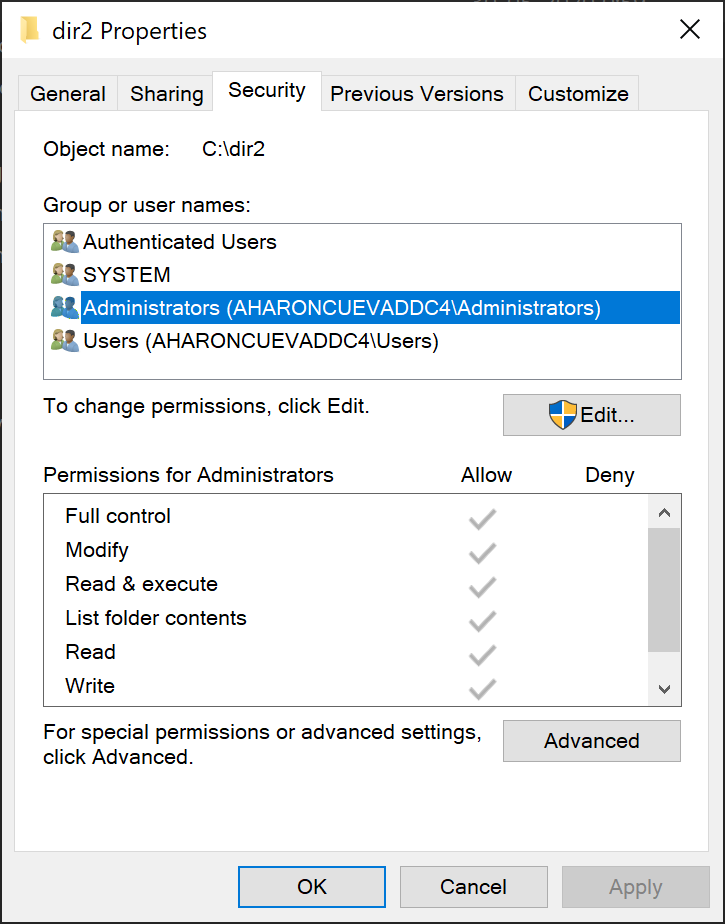 dir2 Properties
General Sharing Security Previous Versions Customize
Object name: C:\dir2
Group or user names:
Authenticated Users
SYSTEM
Administrators (AHARONCUEVADDC4\Administrators)
Users (AHARONCUEVADDC4\Users)
To change permissions, click Edit. Edit...
Permissions for Administrators Allow Deny
Full control
Modify
Read & execute
List folder contents
Read
Write
For special permissions or advanced settings,
click Advanced. Advanced
OK Cancel Apply